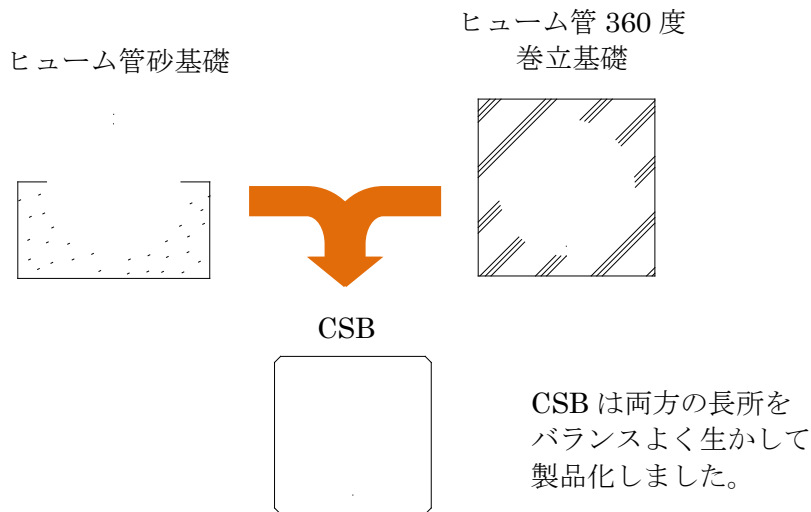 ヒューム管砂基礎
ヒューム管 360 度
巻立基礎
CSB
CSB は両方の長所を
バランスよく生かして
製品化しました。